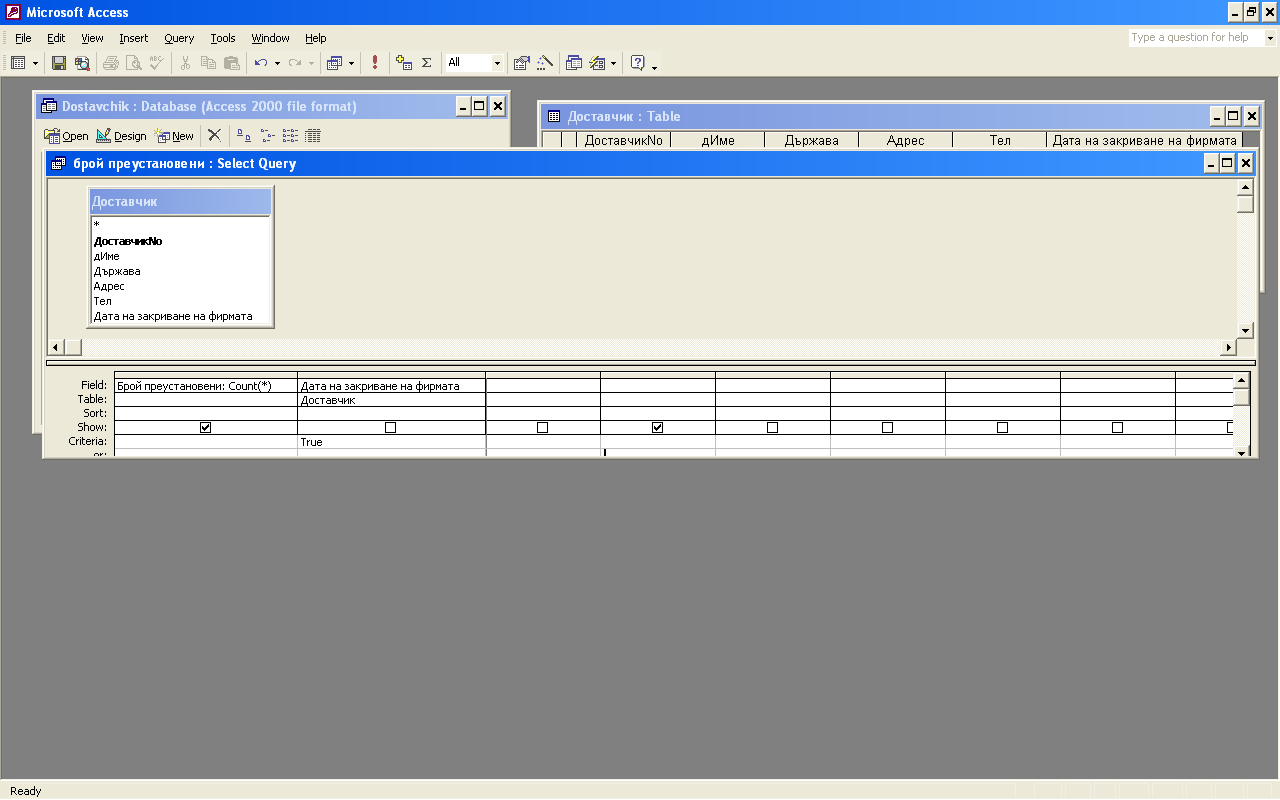 Microsoft Access
File Edit View Insert Query Tools Window Help
Type a question for help
All
Dostavchik : Database (Access 2000 file format)
Open Design New
Доставчик : Table
ДоставчикNo дИме Държава Адрес Тел Дата на закриване на фирмата
брой преустановени : Select Query
Доставчик
*
ДоставчикNo
дИме
Държава
Адрес
Тел
Дата на закриване на фирмата
Field: Брой преустановени: Count(*) Дата на закриване на фирмата
Table: Доставчик
Sort:
Show:
Criteria: True
or:
Ready